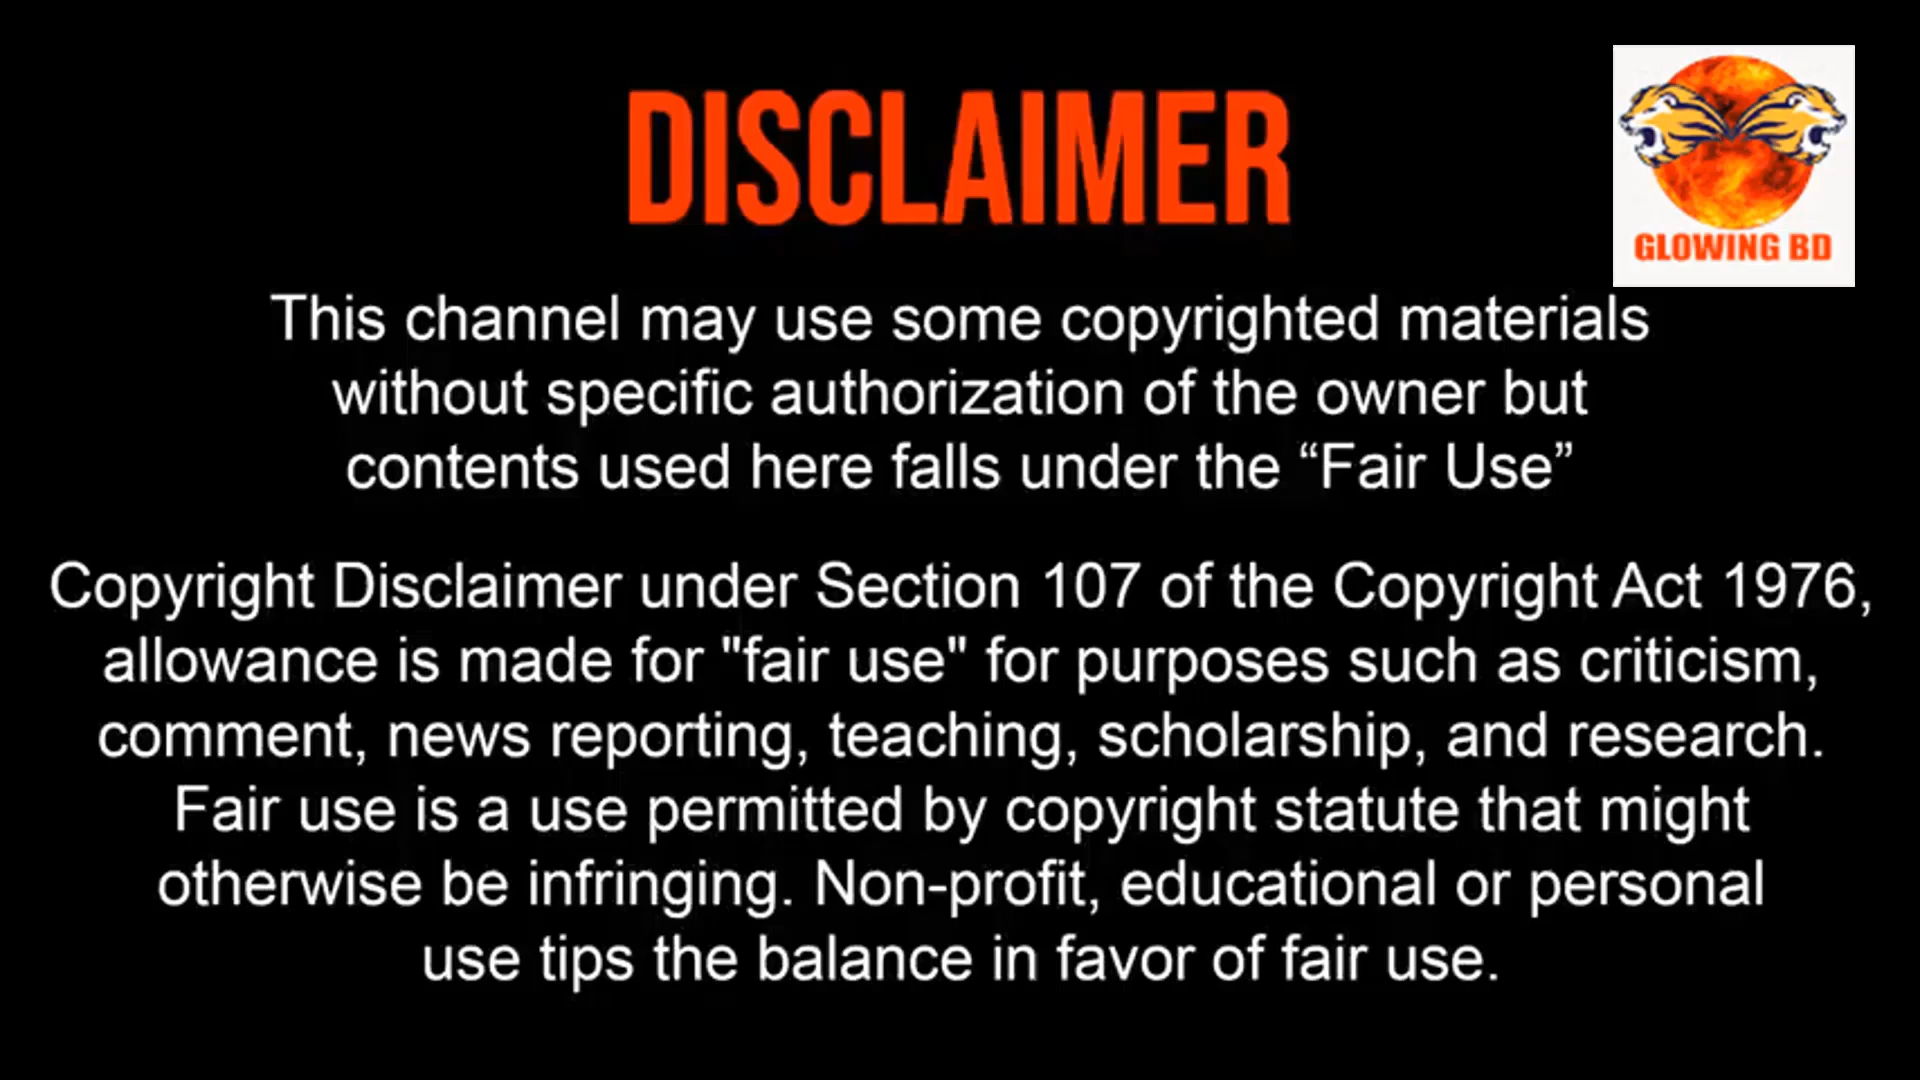 DISCLAIMER
GLOWING BD
This channel may use some copyrighted materials
without specific authorization of the owner but
contents used here falls under the “Fair Use”
Copyright Disclaimer under Section 107 of the Copyright Act 1976,
allowance is made for "fair use" for purposes such as criticism,
comment, news reporting, teaching, scholarship, and research.
Fair use is a use permitted by copyright statute that might
otherwise be infringing. Non-profit, educational or personal
use tips the balance in favor of fair use.